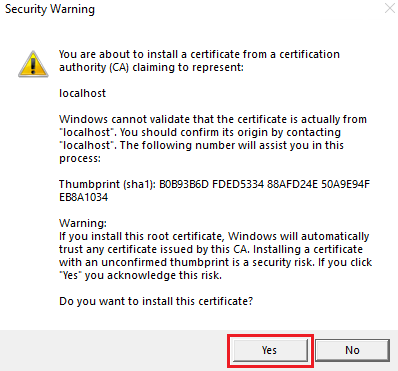 Security Warning
You are about to install a certificate from a certification
authority (CA) claiming to represent:
localhost
Windows cannot validate that the certificate is actually from
"localhost". You should confirm its origin by contacting
"localhost". The following number will assist you in this
process:
Thumbprint (sha1): B0B93B6D FDED5334 88AFD24E 50A9E94F
EB8A1034
Warning:
If you install this root certificate, Windows will automatically
trust any certificate issued by this CA. Installing a certificate
with an unconfirmed thumbprint is a security risk. If you click
"Yes" you acknowledge this risk.
Do you want to install this certificate?
Yes No